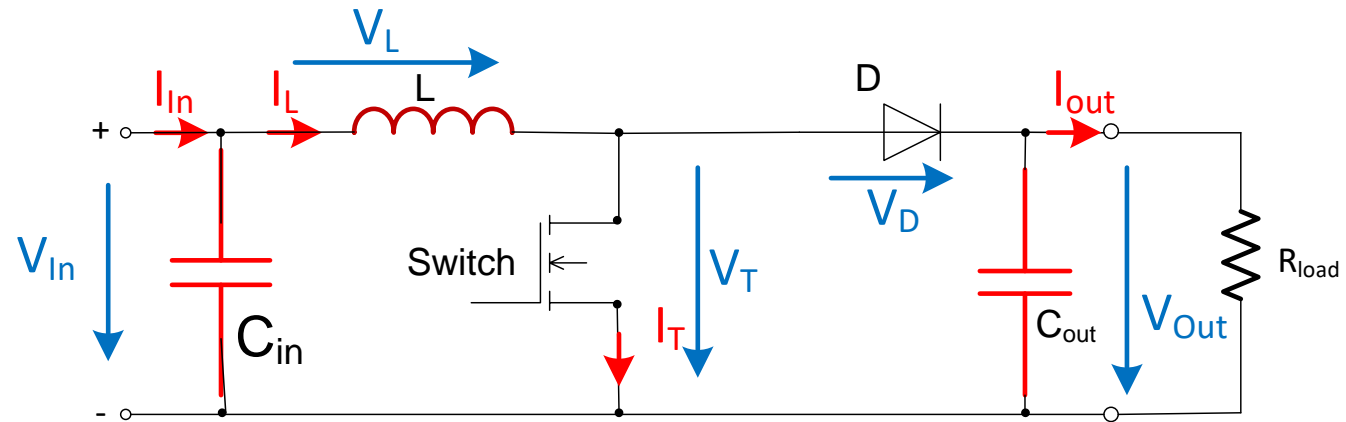 V_L
I_In
I_L
L
D
I_out
+
V_In
C_in
Switch
I_T
V_T
V_D
C_out
V_Out
R_load
-